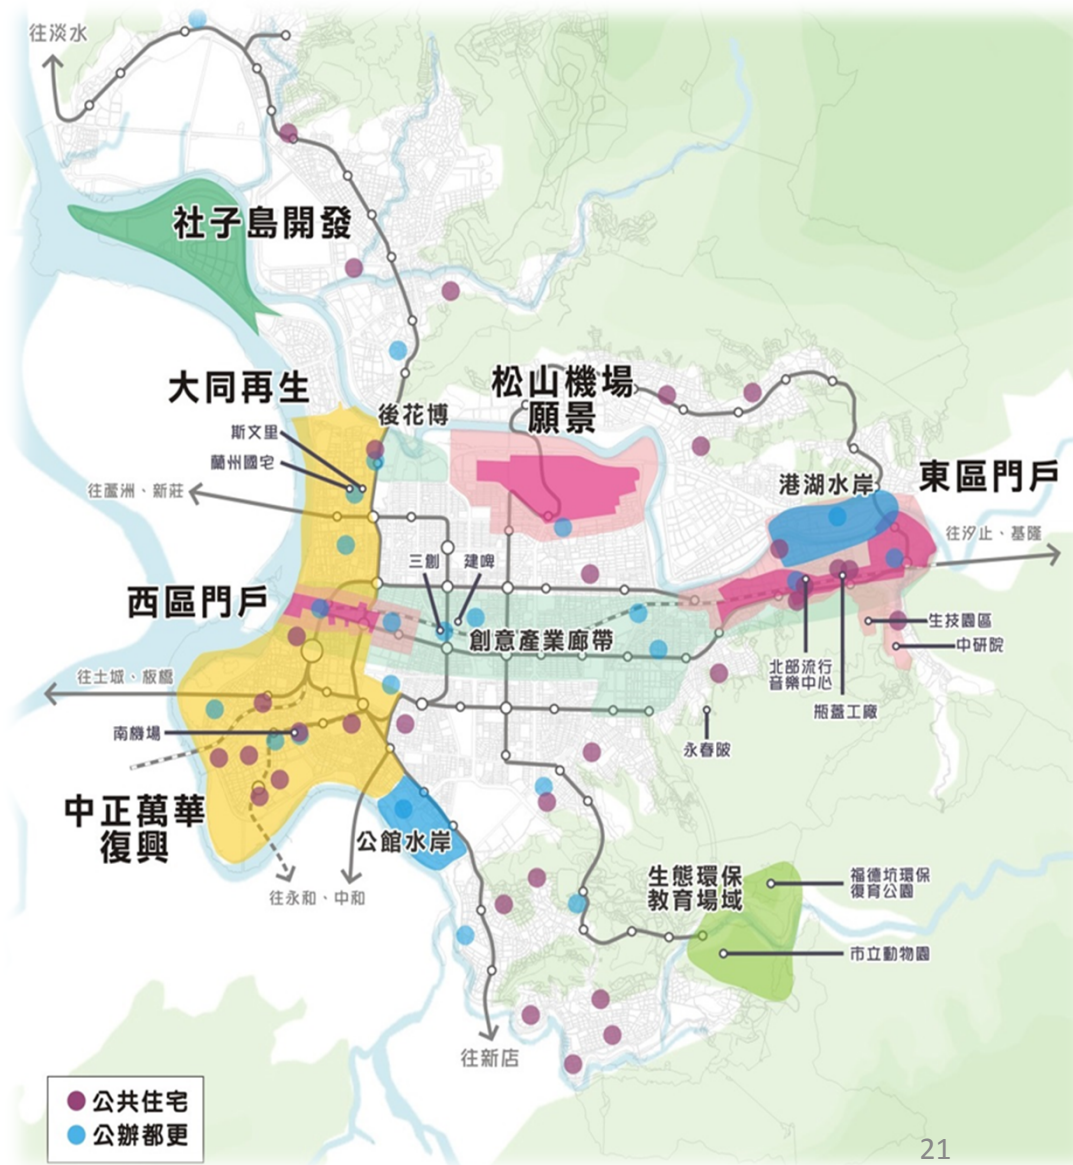 往淡水
社子島開發
大同再生
斯文里
蘭州國宅
後花博
松山機場
願景
往蘆洲、新莊
港湖水岸
東區門戶
往汐止、基隆
西區門戶
三創
建啤
創意產業廊帶
生技園區
中研院
北部流行
音樂中心
瓶蓋工廠
往土城、板橋
南機場
永春陂
中正萬華
復興
公館水岸
往永和、中和
生態環保
教育場域
福德坑環保
復育公園
市立動物園
往新店
公共住宅
公辦都更
21